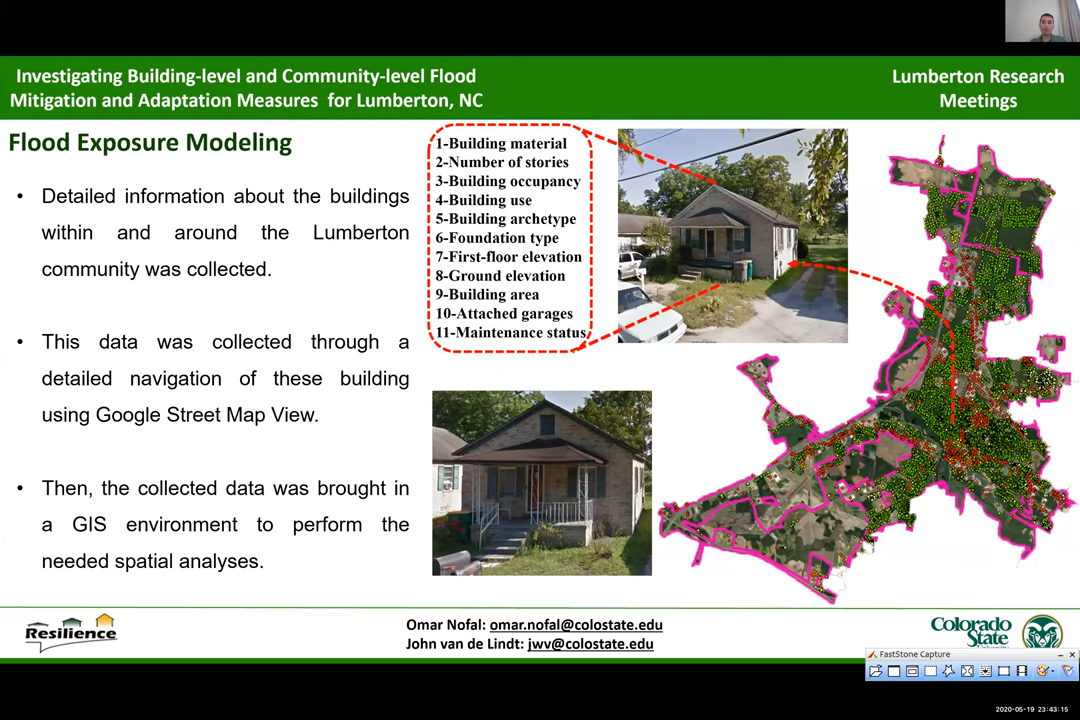 Investigating Building-level and Community-level Flood
Mitigation and Adaptation Measures for Lumberton, NC
Lumberton Research
Meetings
Flood Exposure Modeling
• Detailed information about the buildings
within and around the Lumberton
community was collected.
• This data was collected through a
detailed navigation of these building
using Google Street Map View.
• Then, the collected data was brought in
a GIS environment to perform the
needed spatial analyses.
1-Building material
2-Number of stories
3-Building occupancy
4-Building use
5-Building archetype
6-Foundation type
7-First-floor elevation
8-Ground elevation
9-Building area
10-Attached garages
11-Maintenance status
Resilience
Omar Nofal: omar.nofal@colostate.edu
John van de Lindt: jwv@colostate.edu
Colorado
State
FastStone Capture
2020-05-19 23:43:15